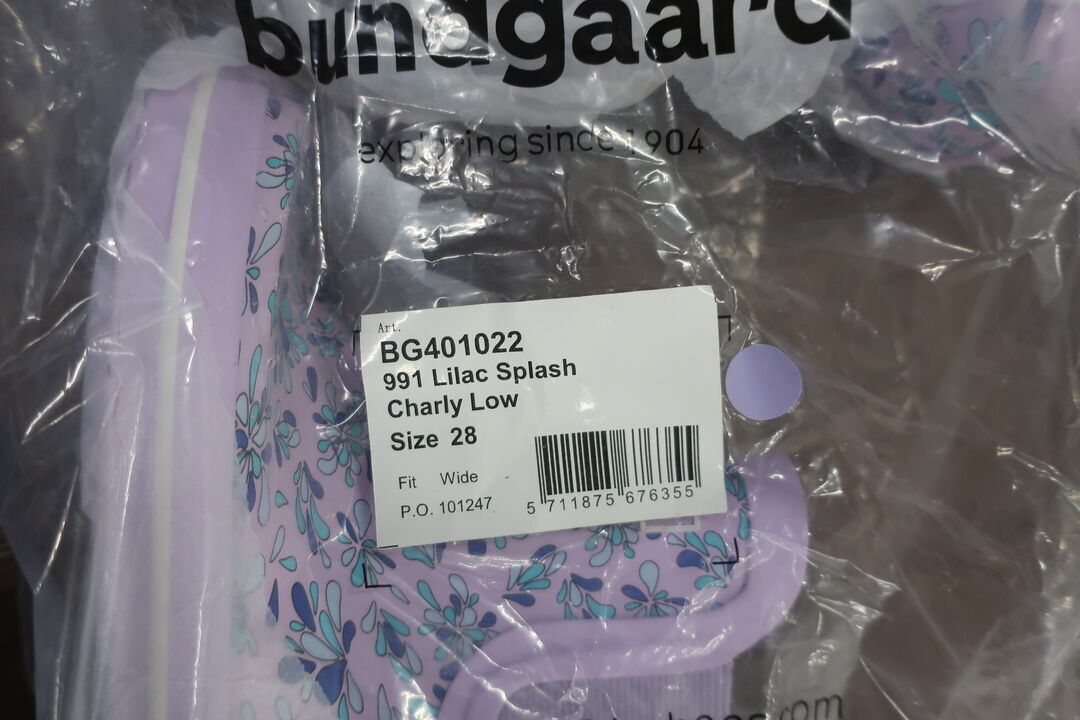 bundgaard
exploring since 1904
Art.
BG401022
991 Lilac Splash
Charly Low
Size 28
Fit Wide
P.O. 101247
5 711875 676355
.com